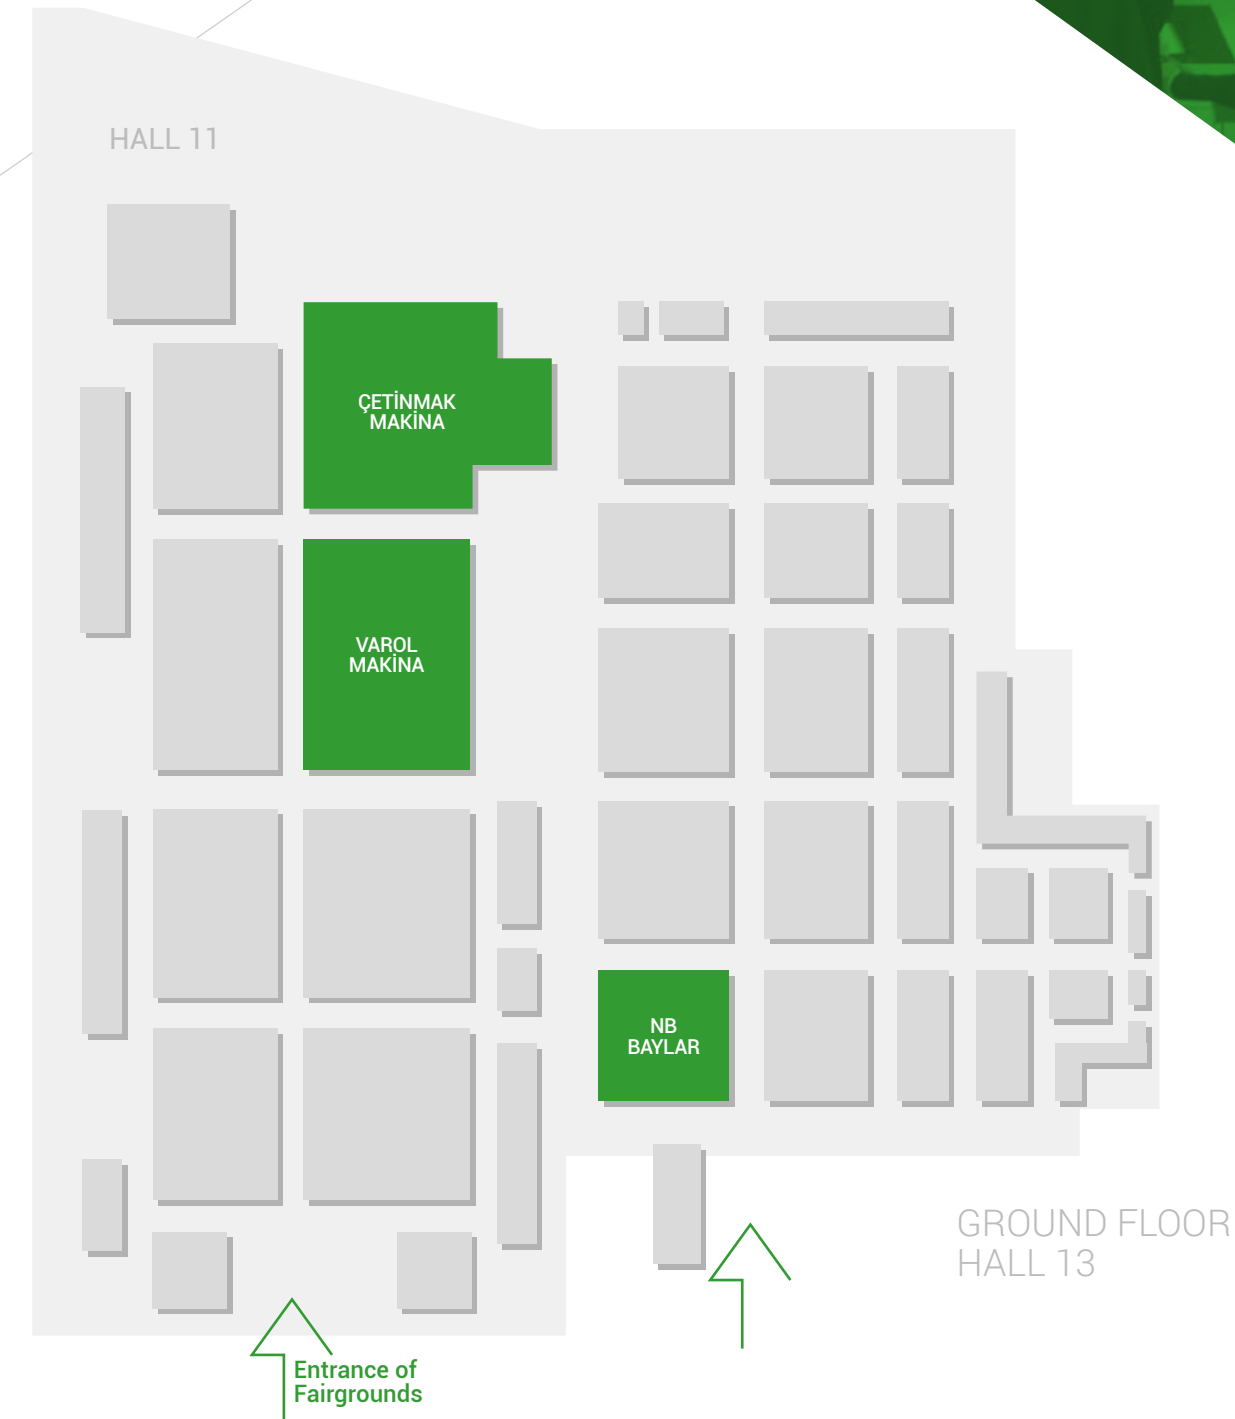 HALL 11
ÇETİNMAK
MAKİNA
VAROL
MAKİNA
NB
BAYLAR
GROUND FLOOR
HALL 13
Entrance of
Fairgrounds